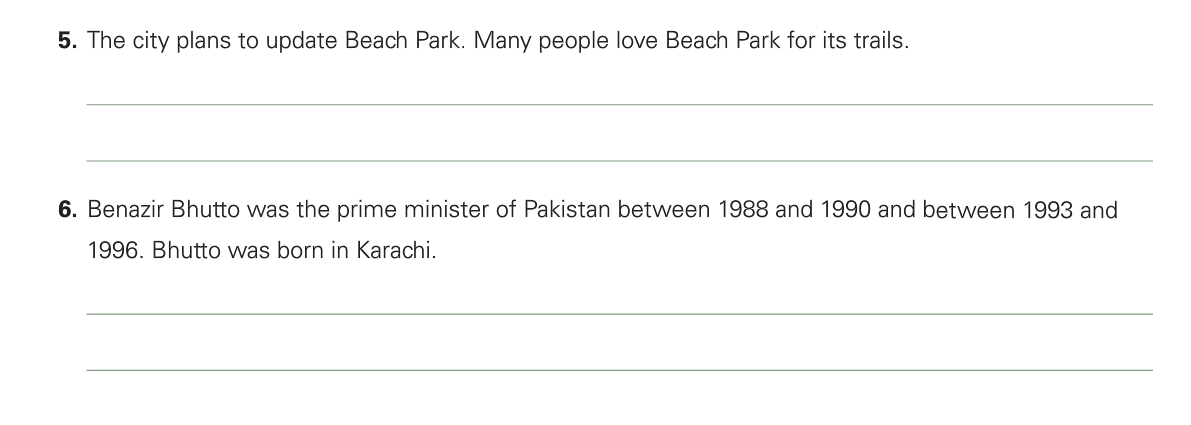 5. The city plans to update Beach Park. Many people love Beach Park for its trails.
6. Benazir Bhutto was the prime minister of Pakistan between 1988 and 1990 and between 1993 and
1996. Bhutto was born in Karachi.